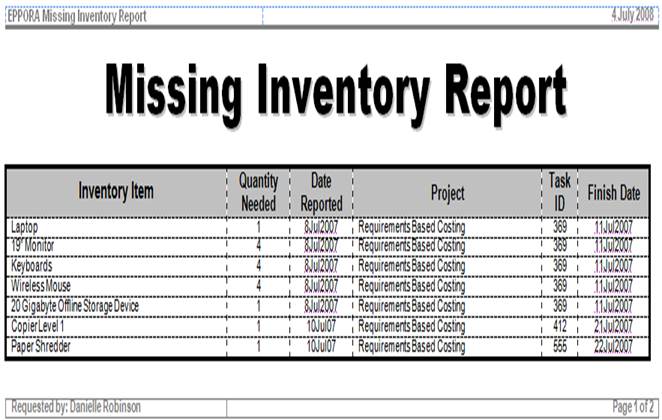 EPPORA Missing Inventory Report 4 July 2008
Missing Inventory Report
Inventory Item Quantity Needed Date Reported Project Task ID Finish Date
Laptop 1 8Jul2007 Requirements Based Costing 369 11Jul2007
19" Monitor 4 8Jul2007 Requirements Based Costing 369 11Jul2007
Keyboards 4 8Jul2007 Requirements Based Costing 369 11Jul2007
Wireless Mouse 4 8Jul2007 Requirements Based Costing 369 11Jul2007
20 Gigabyte Offline Storage Device 1 8Jul2007 Requirements Based Costing 369 11Jul2007
Copier Level 1 1 10Jul07 Requirements Based Costing 412 21Jul2007
Paper Shredder 1 10Jul07 Requirements Based Costing 555 22Jul2007
Requested by: Danielle Robinson Page 1 of 2